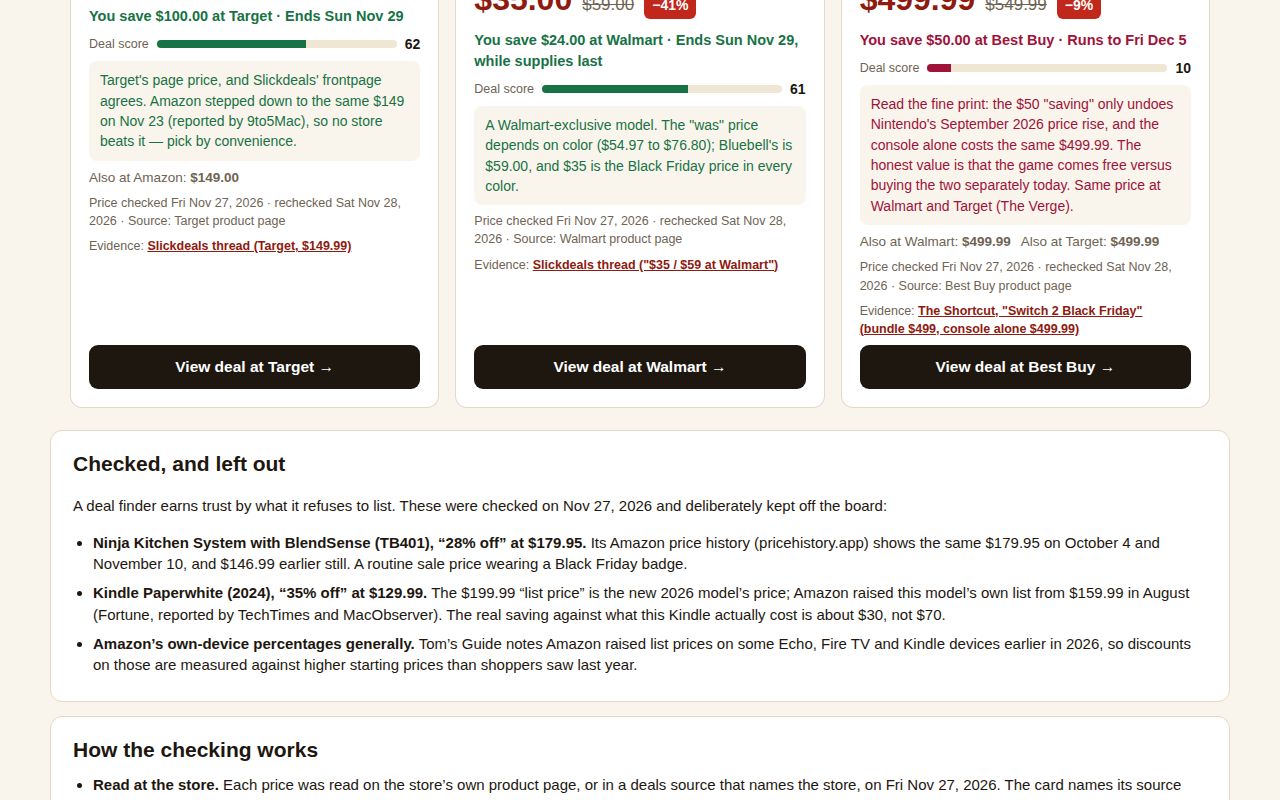 You save $100.00 at Target · Ends Sun Nov 29
Deal score 62
Target's page price, and Slickdeals' frontpage
agrees. Amazon stepped down to the same $149
on Nov 23 (reported by 9to5Mac), so no store
beats it — pick by convenience.
Also at Amazon: $149.00
Price checked Fri Nov 27, 2026 · rechecked Sat Nov 28,
2026 · Source: Target product page
Evidence: Slickdeals thread (Target, $149.99)
View deal at Target →
$35.00 $59.00 −41%
You save $24.00 at Walmart · Ends Sun Nov 29,
while supplies last
Deal score 61
A Walmart-exclusive model. The "was" price
depends on color ($54.97 to $76.80); Bluebell's is
$59.00, and $35 is the Black Friday price in every
color.
Price checked Fri Nov 27, 2026 · rechecked Sat Nov 28,
2026 · Source: Walmart product page
Evidence: Slickdeals thread ("$35 / $59 at Walmart")
View deal at Walmart →
$499.99 $549.99 −9%
You save $50.00 at Best Buy · Runs to Fri Dec 5
Deal score 10
Read the fine print: the $50 "saving" only undoes
Nintendo's September 2026 price rise, and the
console alone costs the same $499.99. The
honest value is that the game comes free versus
buying the two separately today. Same price at
Walmart and Target (The Verge).
Also at Walmart: $499.99 Also at Target: $499.99
Price checked Fri Nov 27, 2026 · rechecked Sat Nov 28,
2026 · Source: Best Buy product page
Evidence: The Shortcut, "Switch 2 Black Friday"
(bundle $499, console alone $499.99)
View deal at Best Buy →
Checked, and left out
A deal finder earns trust by what it refuses to list. These were checked on Nov 27, 2026 and deliberately kept off the board:
• Ninja Kitchen System with BlendSense (TB401), “28% off” at $179.95. Its Amazon price history (pricehistory.app) shows the same $179.95 on October 4 and
November 10, and $146.99 earlier still. A routine sale price wearing a Black Friday badge.
• Kindle Paperwhite (2024), “35% off” at $129.99. The $199.99 “list price” is the new 2026 model’s price; Amazon raised this model’s own list from $159.99 in August
(Fortune, reported by TechTimes and MacObserver). The real saving against what this Kindle actually cost is about $30, not $70.
• Amazon’s own-device percentages generally. Tom’s Guide notes Amazon raised list prices on some Echo, Fire TV and Kindle devices earlier in 2026, so discounts
on those are measured against higher starting prices than shoppers saw last year.
How the checking works
• Read at the store. Each price was read on the store’s own product page, or in a deals source that names the store, on Fri Nov 27, 2026. The card names its source